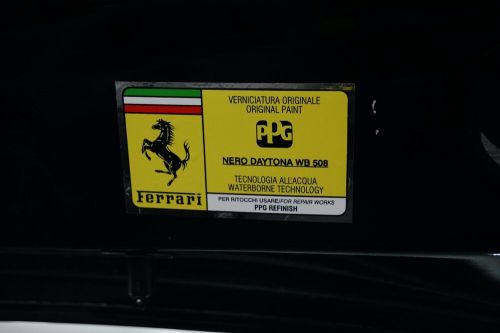 VERNICIATURA ORIGINALE
ORIGINAL PAINT
PPG
NERO DAYTONA WB 508
TECNOLOGIA ALL'ACQUA
WATERBORNE TECHNOLOGY
Ferrari
PER RITOCCHI USARE/FOR REPAIR WORKS
PPG REFINISH